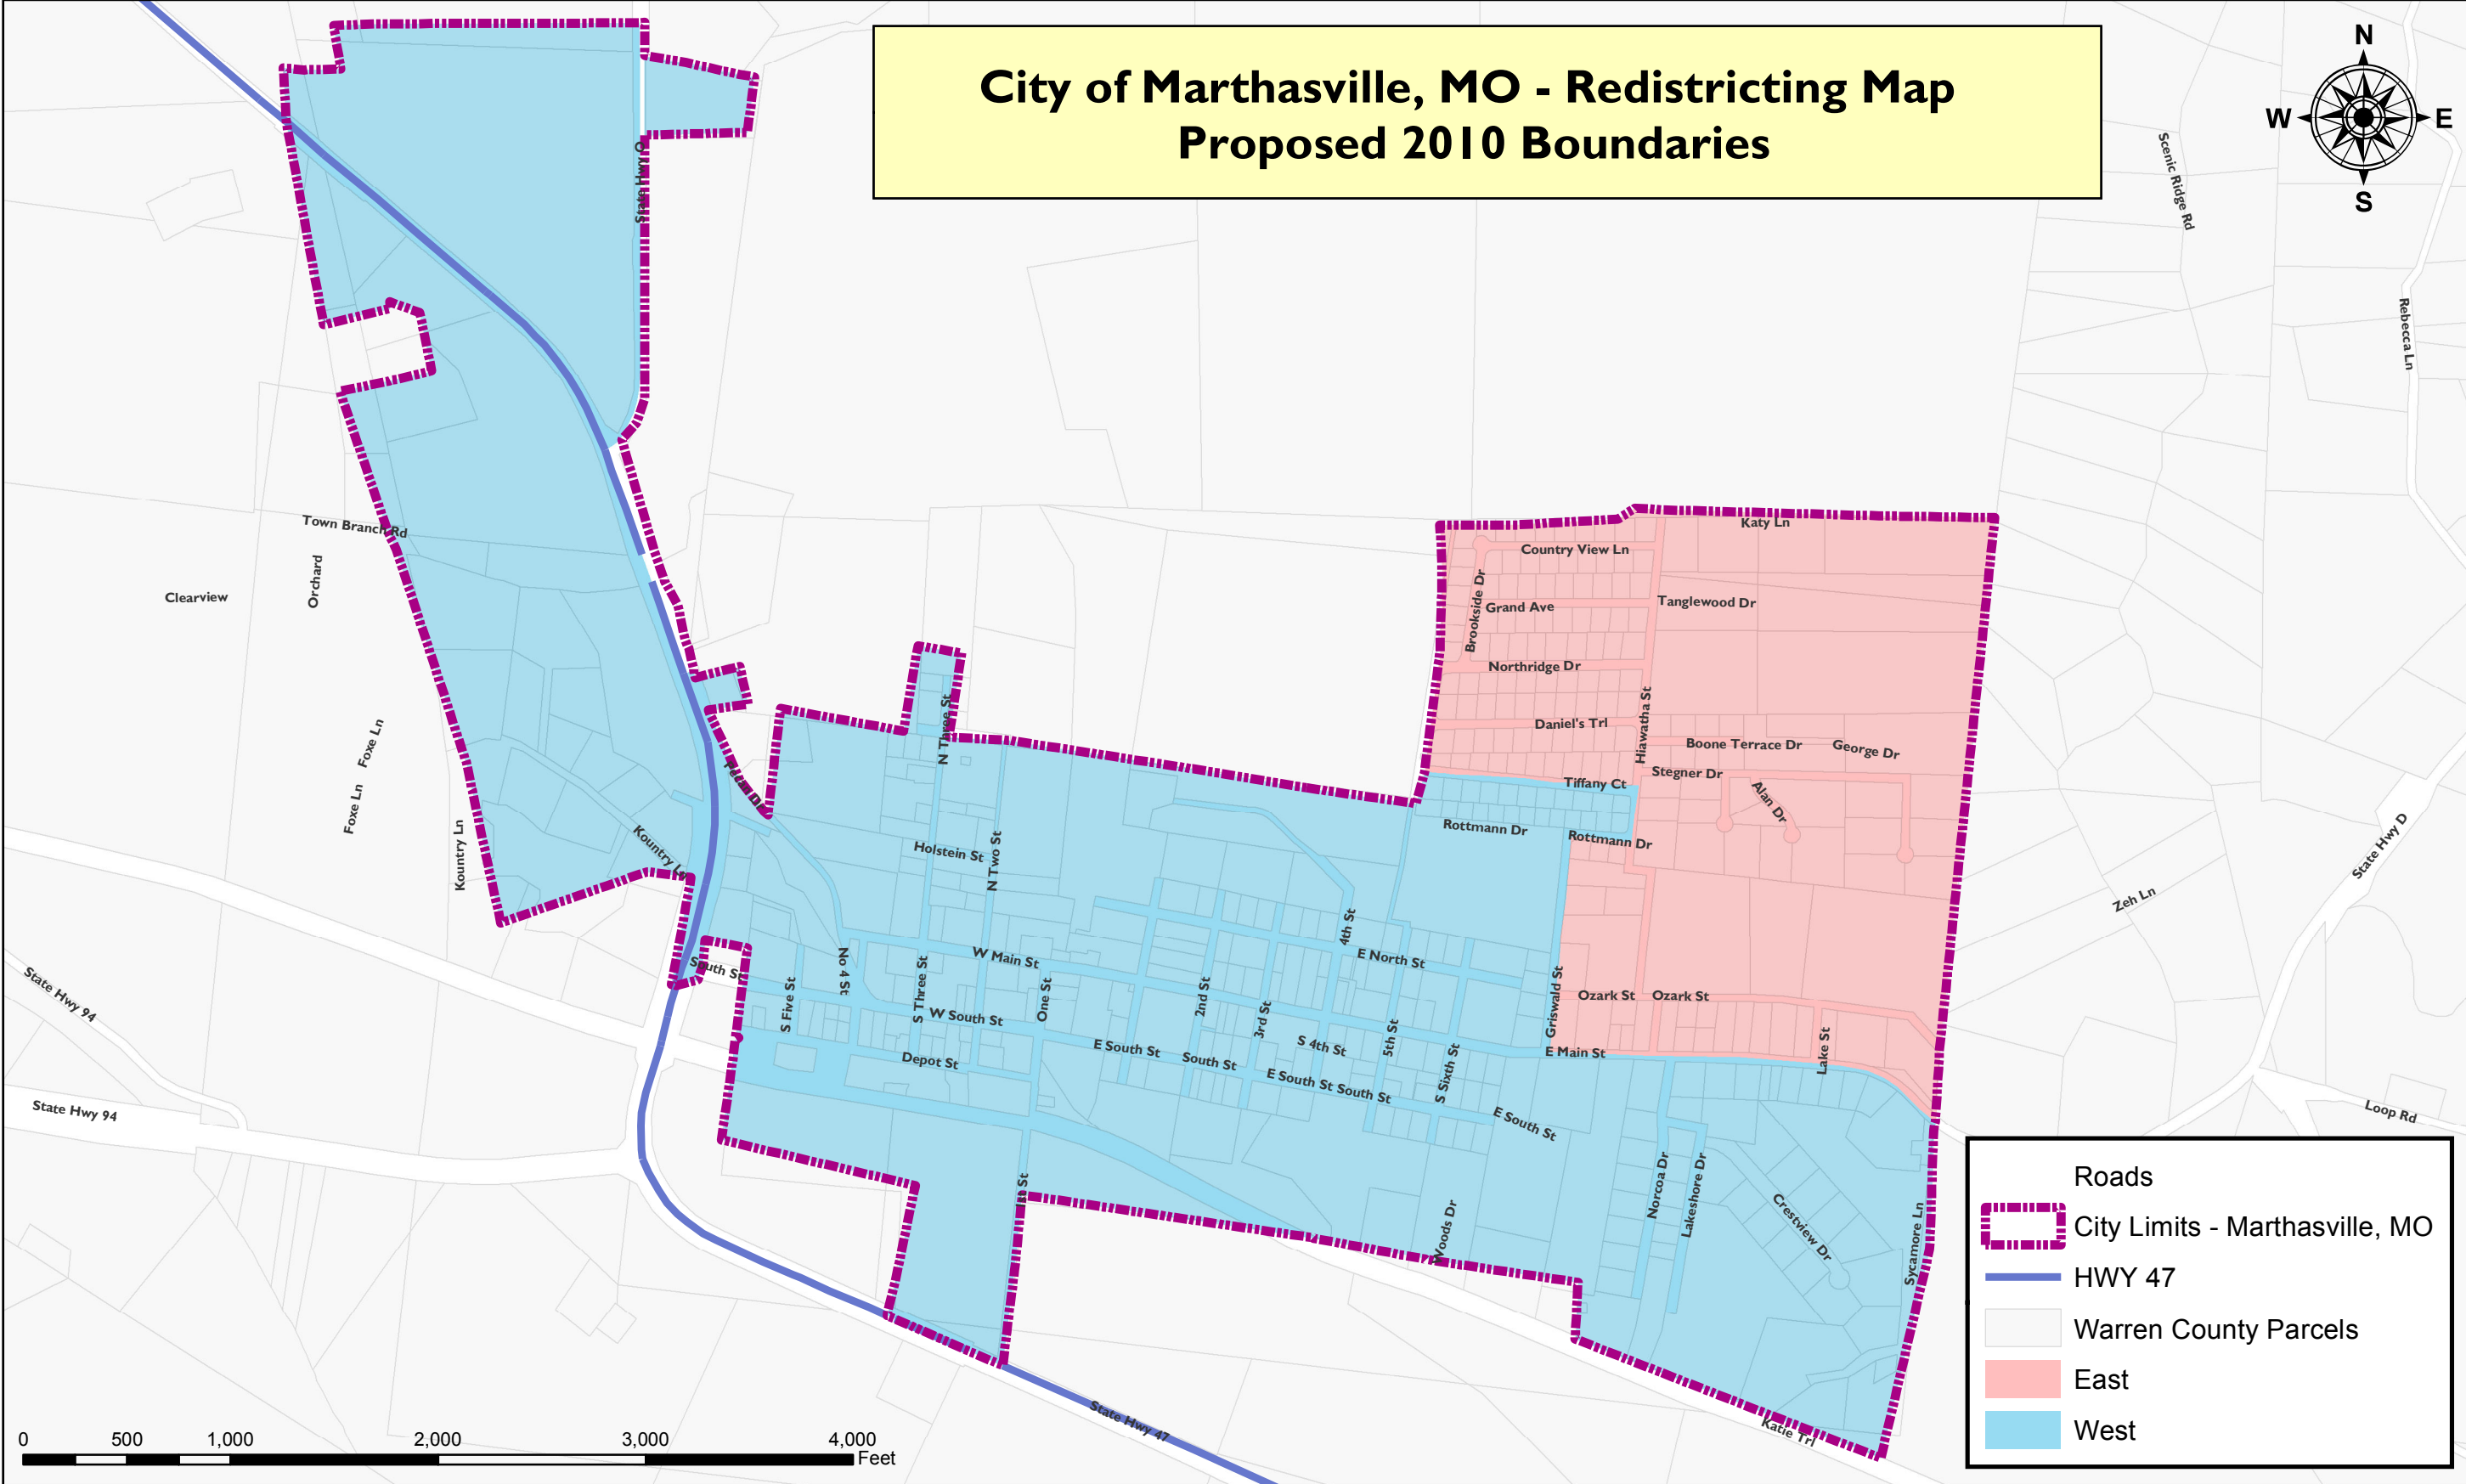 City of Marthasville, MO - Redistricting Map
Proposed 2010 Boundaries
N
W
E
S
State Hwy O
Scenic Ridge Rd
Rebecca Ln
Town Branch Rd
Orchard
Clearview
Foxe Ln
Foxe Ln
Kountry Ln
Kountry Ln
Katy Ln
Country View Ln
Brookside Dr
Grand Ave
Tanglewood Dr
Northridge Dr
Hiawatha St
Daniel's Trl
Boone Terrace Dr
George Dr
Stegner Dr
Tiffany Ct
Alan Dr
Rottmann Dr
Rottmann Dr
N Three St
N Two St
Holstein St
State Hwy D
Zeh Ln
4th St
No 4 St
W Main St
E North St
South St
S Five St
S Three St
W South St
One St
2nd St
3rd St
S 4th St
5th St
S Sixth St
Griswald St
Ozark St
Ozark St
Lake St
E Main St
E South St
South St
E South St
South St
E South St
Depot St
State Hwy 94
State Hwy 94
Loop Rd
Woods Dr
Norcoa Dr
Lakeshore Dr
Crestview Dr
Sycamore Ln
State Hwy 47
Katie Trl
Roads
City Limits - Marthasville, MO
HWY 47
Warren County Parcels
East
West
0
500
1,000
2,000
3,000
4,000
Feet